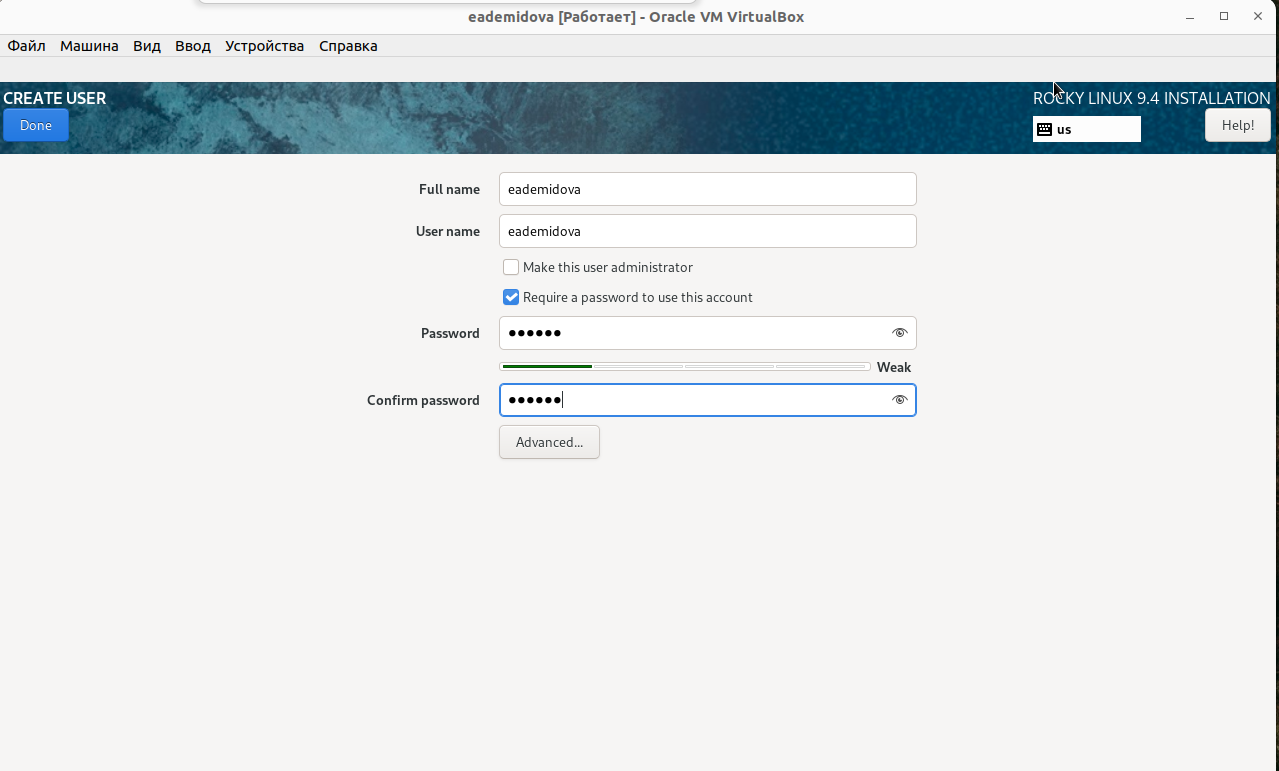 eademidova [Работает] - Oracle VM VirtualBox
Файл Машина Вид Ввод Устройства Справка
CREATE USER
ROCKY LINUX 9.4 INSTALLATION
Done
us
Help!
Full name eademidova
User name eademidova
Make this user administrator
Require a password to use this account
Password ●●●●●●
Weak
Confirm password ●●●●●●
Advanced...